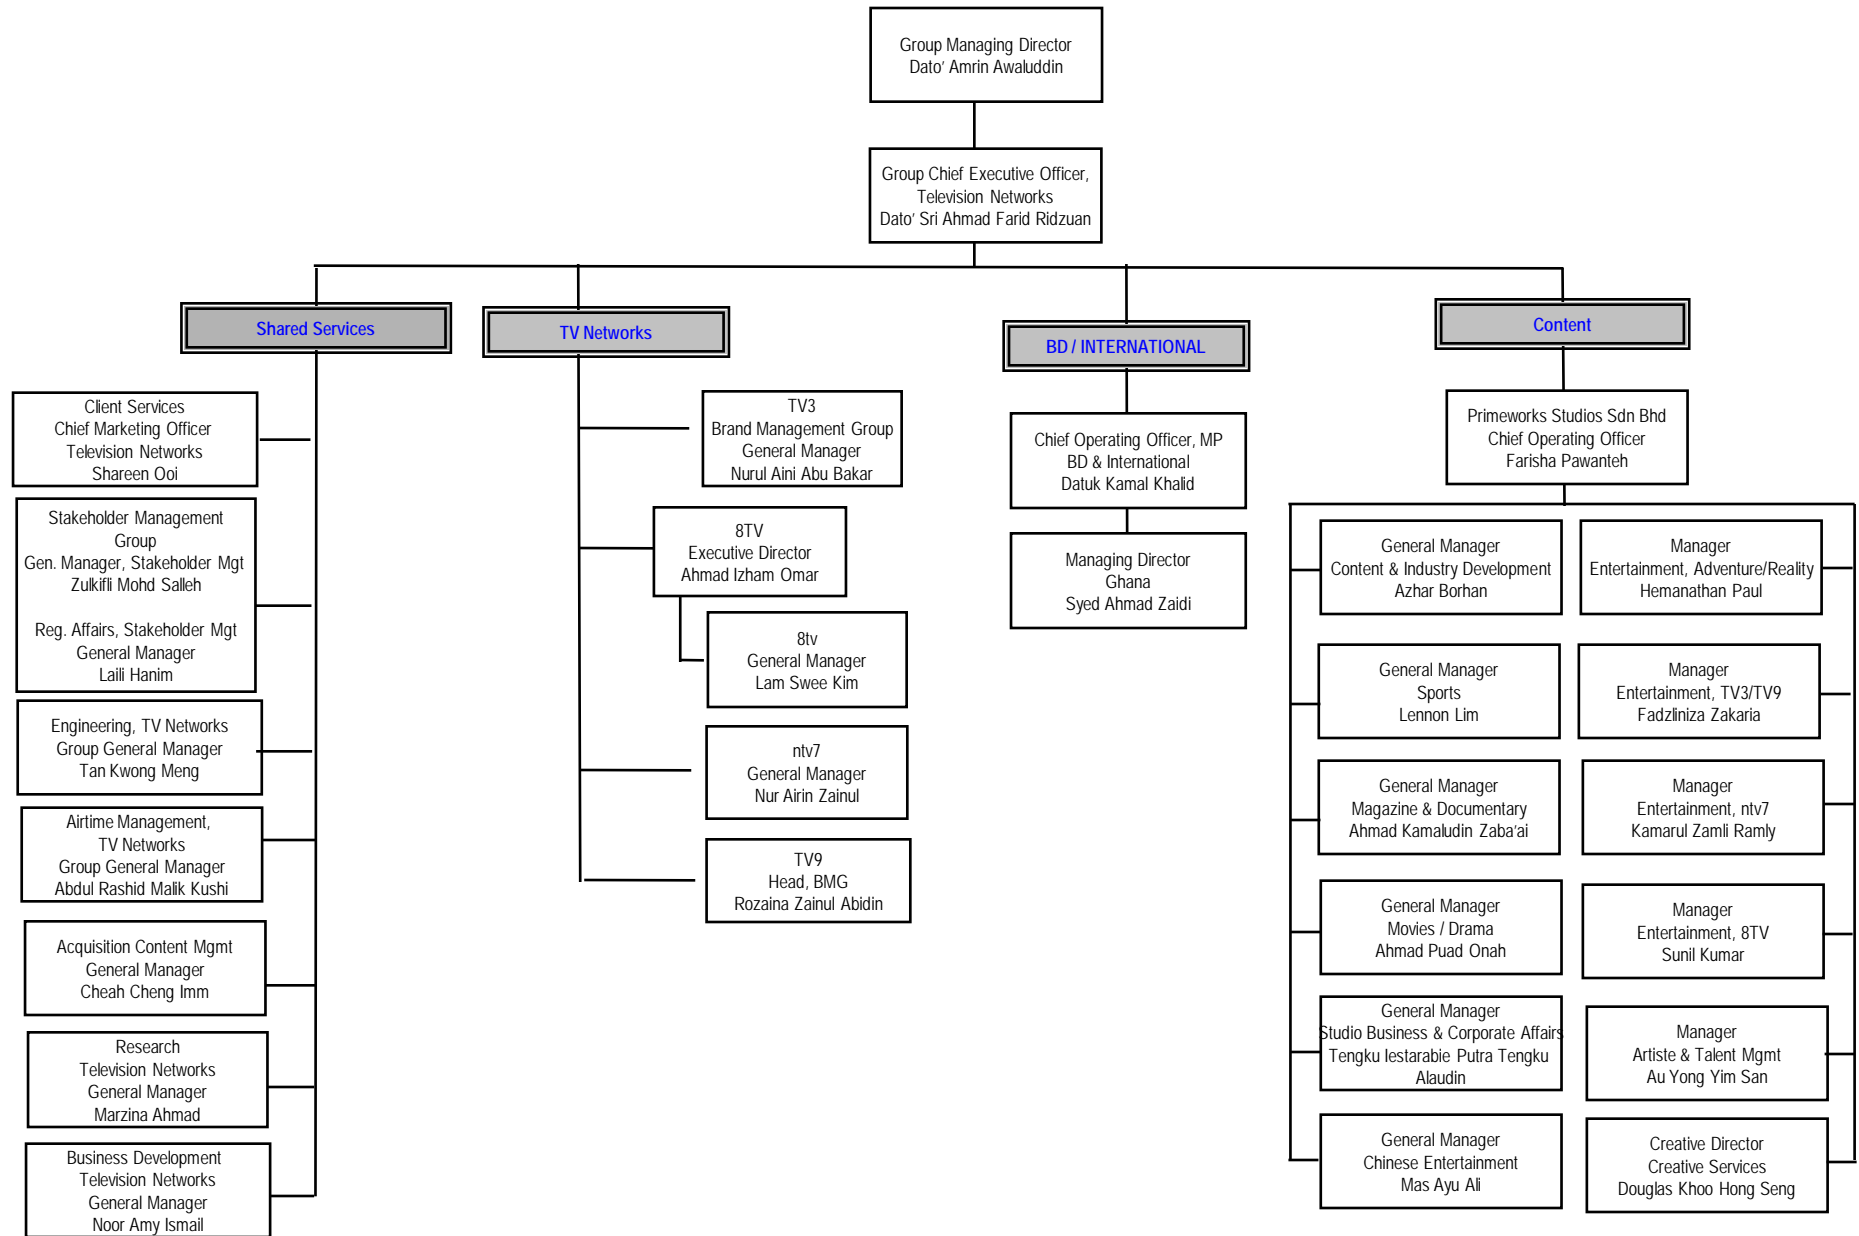 Group Managing Director
Dato' Amrin Awaluddin
Group Chief Executive Officer,
Television Networks
Dato' Sri Ahmad Farid Ridzuan
Shared Services
Client Services
Chief Marketing Officer
Television Networks
Shareen Ooi
Stakeholder Management
Group
Gen. Manager, Stakeholder Mgt
Zulkifli Mohd Salleh
Reg. Affairs, Stakeholder Mgt
General Manager
Laili Hanim
Engineering, TV Networks
Group General Manager
Tan Kwong Meng
Airtime Management,
TV Networks
Group General Manager
Abdul Rashid Malik Kushi
Acquisition Content Mgmt
General Manager
Cheah Cheng Imm
Research
Television Networks
General Manager
Marzina Ahmad
Business Development
Television Networks
General Manager
Noor Amy Ismail
TV Networks
TV3
Brand Management Group
General Manager
Nurul Aini Abu Bakar
8TV
Executive Director
Ahmad Izham Omar
8tv
General Manager
Lam Swee Kim
ntv7
General Manager
Nur Airin Zainul
TV9
Head, BMG
Rozaina Zainul Abidin
BD / INTERNATIONAL
Chief Operating Officer, MP
BD & International
Datuk Kamal Khalid
Managing Director
Ghana
Syed Ahmad Zaidi
Content
Primeworks Studios Sdn Bhd
Chief Operating Officer
Farisha Pawanteh
General Manager
Content & Industry Development
Azhar Borhan
General Manager
Sports
Lennon Lim
General Manager
Magazine & Documentary
Ahmad Kamaludin Zaba'ai
General Manager
Movies / Drama
Ahmad Puad Onah
General Manager
Studio Business & Corporate Affairs
Tengku Iestarabie Putra Tengku
Alaudin
General Manager
Chinese Entertainment
Mas Ayu Ali
Manager
Entertainment, Adventure/Reality
Hemanathan Paul
Manager
Entertainment, TV3/TV9
Fadzliniza Zakaria
Manager
Entertainment, ntv7
Kamarul Zamli Ramly
Manager
Entertainment, 8TV
Sunil Kumar
Manager
Artiste & Talent Mgmt
Au Yong Yim San
Creative Director
Creative Services
Douglas Khoo Hong Seng